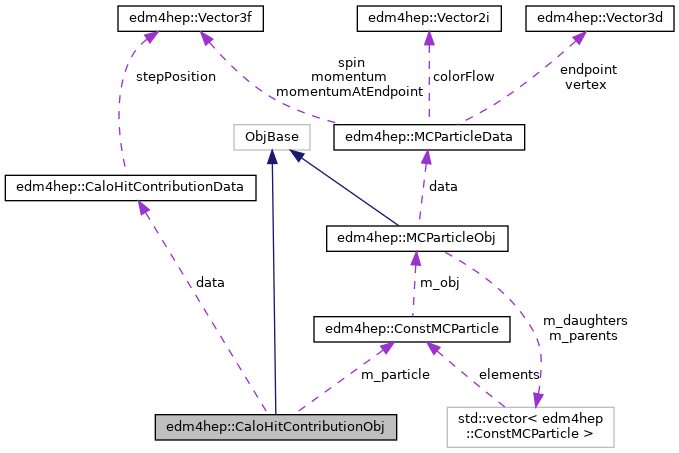 edm4hep::Vector3f
edm4hep::Vector2i
edm4hep::Vector3d
stepPosition
spin
momentum
momentumAtEndpoint
colorFlow
endpoint
vertex
ObjBase
edm4hep::MCParticleData
edm4hep::CaloHitContributionData
data
edm4hep::MCParticleObj
data
m_obj
edm4hep::ConstMCParticle
m_daughters
m_parents
m_particle
elements
edm4hep::CaloHitContributionObj
std::vector< edm4hep
::ConstMCParticle >